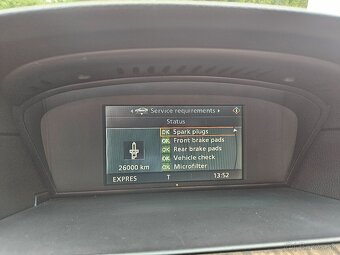 Service requirements
Status
OK Spark plugs
OK Front brake pads
OK Rear brake pads
OK Vehicle check
OK Microfilter
26000 km
EXPRES T 13:52